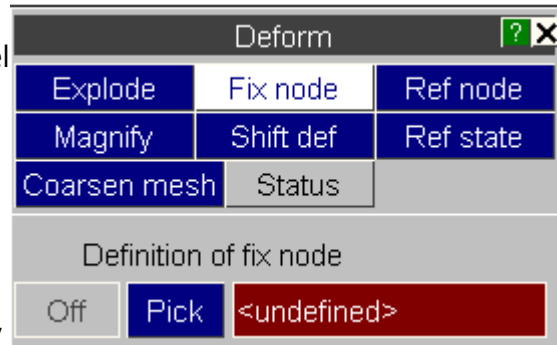 Deform ? X
el
Explode Fix node Ref node
Magnify Shift def Ref state
Coarsen mesh Status
Definition of fix node
Off Pick <undefined>